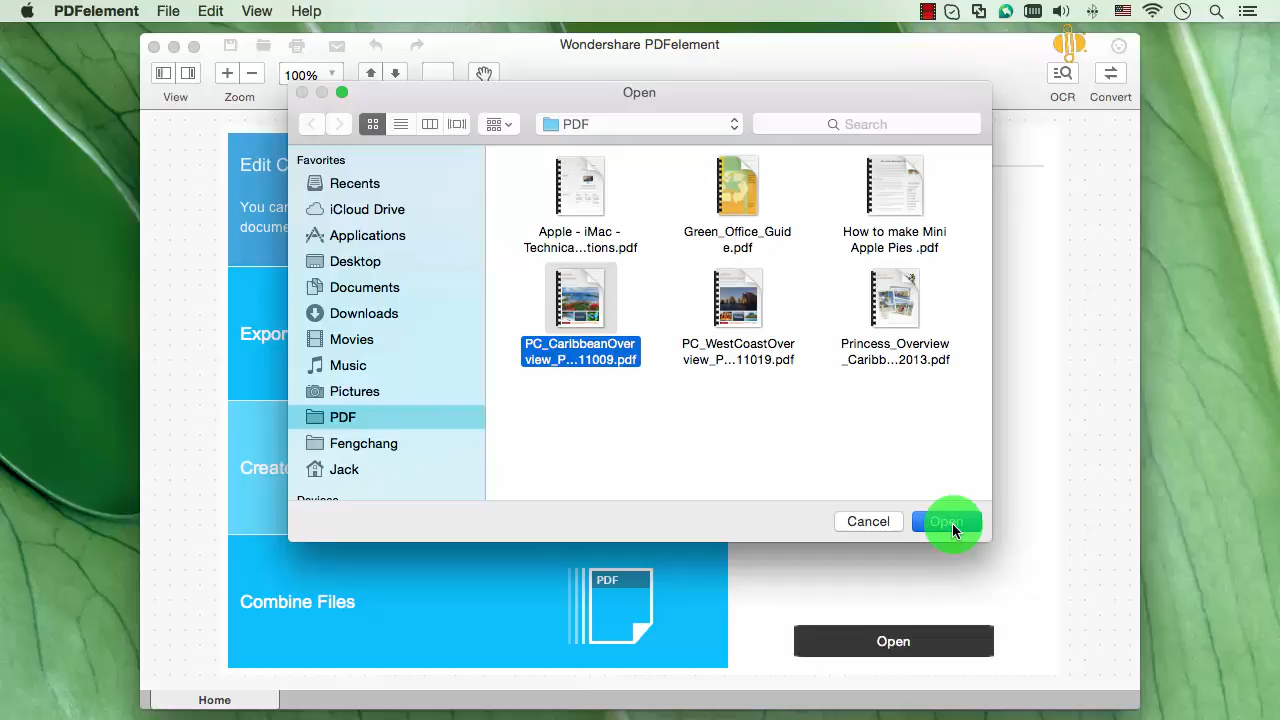 PDFelement File Edit View Help
Wondershare PDFelement
100%
View
Zoom
OCR
Convert
Open
PDF
Search
Favorites
Recents
iCloud Drive
Applications
Desktop
Documents
Downloads
Movies
Music
Pictures
PDF
Fengchang
Jack
Apple - iMac -
Technica...tions.pdf
Green_Office_Guid
e.pdf
How to make Mini
Apple Pies .pdf
PC_CaribbeanOver
view_P...11009.pdf
PC_WestCoastOver
view_P...11019.pdf
Princess_Overview
_Caribb...2013.pdf
Cancel
Open
Edit C
You can
docume
Expor
Create
Combine Files
PDF
Open
Home